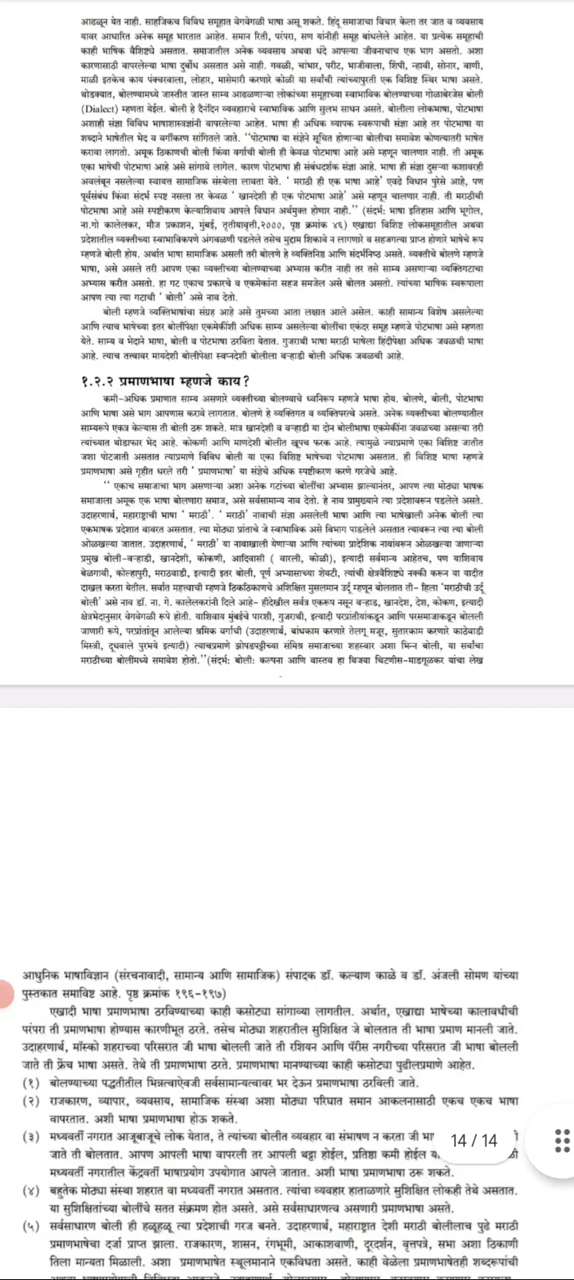 आढळून येत नाही. साहजिकच विविध समूहात वेगवेगळी भाषा असू शकते. हिंदू समाजाचा विचार केला तर जात व व्यवसाय
यावर आधारित अनेक समूह भारतात आहेत. समान रिती, परंपरा, सण यांनीही समूह बांधलेले आहेत. या प्रत्येक समूहाची
काही भाषिक वैशिष्ट्ये असतात. समाजातील अनेक व्यवसाय अथवा धंदे आपल्या जीवनाचाच एक भाग असतो. अशा
कारणासाठी वापरलेल्या भाषा दुर्बोध असतात असे नाही. गवळी, चांभार, परीट, भाजीवाला, शिंपी, न्हावी, सोनार, वाणी,
माळी इतकेच काय पंक्चरवाला, लोहार, मासेमारी करणारे कोळी या सर्वांची त्यांच्यापुरती एक विशिष्ट स्थिर भाषा असते.
थोडक्यात, बोलण्यामध्ये जास्तीत जास्त साम्य आढळणाऱ्या लोकांच्या समूहाच्या स्वाभाविक बोलण्याच्या गोळाबेरजेस बोली
(Dialect) म्हणता येईल. बोली हे दैनंदिन व्यवहाराचे स्वाभाविक आणि सुलभ साधन असते. बोलीला लोकभाषा, पोटभाषा
अशाही संज्ञा विविध भाषाशास्त्रज्ञांनी वापरलेल्या आहेत. भाषा ही अधिक व्यापक स्वरूपाची संज्ञा आहे तर पोटभाषा या
शब्दाने भाषेतील भेद व वर्गीकरण सांगितले जाते. ‘‘पोटभाषा या संज्ञेने सूचित होणाऱ्या बोलीचा समावेश कोणत्यातरी भाषेत
करावा लागतो. अमूक ठिकाणची बोली किंवा वर्गाची बोली ही केवळ पोटभाषा आहे असे म्हणून चालणार नाही. ती अमूक
एका भाषेची पोटभाषा आहे असे सांगावे लागेल. कारण पोटभाषा ही संबंधदर्शक संज्ञा आहे. भाषा ही संज्ञा दुसऱ्या कशावरही
अवलंबून नसलेल्या स्वायत्त सामाजिक संस्थेला लावता येते. ‘ मराठी ही एक भाषा आहे’ एवढे विधान पुरेसे आहे, पण
पूर्वसंबंध किंवा संदर्भ स्पष्ट नसला तर केवळ ‘ खानदेशी ही एक पोटभाषा आहे’ असे म्हणून चालणार नाही. ती मराठीची
पोटभाषा आहे असे स्पष्टीकरण केल्याशिवाय आपले विधान अर्थमुक्त होणार नाही.’’ (संदर्भ: भाषा इतिहास आणि भूगोल,
ना.गो कालेलकर, मौज प्रकाशन, मुंबई, तृतीयावृत्ती,२०००, पृष्ठ क्रमांक ४६) एखाद्या विशिष्ट लोकसमूहातील अथवा
प्रदेशातील व्यक्तीच्या स्वाभाविकपणे अंगवळणी पडलेले तसेच मुद्दाम शिकावे न लागणारे व सहजगत्या प्राप्त होणारे भाषेचे रूप
म्हणजे बोली होय. अर्थात भाषा सामाजिक असली तरी बोलणे हे व्यक्तिनिष्ठ आणि संदर्भनिष्ठ असते. व्यक्तीचे बोलणे म्हणजे
भाषा, असे असले तरी आपण एका व्यक्तीच्या बोलण्याच्या अभ्यास करीत नाही तर तसे साम्य असणाऱ्या व्यक्तिगटाचा
अभ्यास करीत असतो. हा गट एकाच प्रकारचे व एकमेकांना सहज समजेल असे बोलत असतो. त्यांच्या भाषिक स्वरूपाला
आपण त्या त्या गटाची ‘ बोली’ असे नाव देतो.
बोली म्हणजे व्यक्तिभाषांचा संग्रह आहे असे तुमच्या आता लक्षात आले असेल. काही सामान्य विशेष असलेल्या
आणि त्याच भाषेच्या इतर बोलींपेक्षा एकमेकींशी अधिक साम्य असलेल्या बोलींचा एकंदर समूह म्हणजे पोटभाषा असे म्हणता
येते. साम्य व भेदाने भाषा, बोली व पोटभाषा ठरविता येतात. गुजराथी भाषा मराठी भाषेला हिंदीपेक्षा अधिक जवळची भाषा
आहे. त्याच तत्त्वावर मायदेशी बोलीपेक्षा स्वप्नदेशी बोलीला वऱ्हाडी बोली अधिक जवळची आहे.
१.२.२ प्रमाणभाषा म्हणजे काय?
कमी-अधिक प्रमाणात साम्य असणारे व्यक्तीच्या बोलण्याचे ध्वनिरूप म्हणजे भाषा होय. बोलणे, बोली, पोटभाषा
आणि भाषा असे भाग आपणास करावे लागतात. बोलणे हे व्यक्तिगत व व्यक्तिपरत्वे असते. अनेक व्यक्तींच्या बोलण्यातील
साम्यरूपे एकत्र केल्यास ती बोली ठरू शकते. मात्र खानदेशी व वऱ्हाडी या दोन बोलीभाषा एकमेकींना जवळच्या असल्या तरी
त्यांच्यात थोडाफार भेद आहे. कोकणी आणि माणदेशी बोलीत खूपच फरक आहे. त्यामुळे ज्याप्रमाणे एका विशिष्ट जातीत
जशा पोटजाती असतात त्याप्रमाणे विविध बोली या एका विशिष्ट भाषेच्या पोटभाषा असतात. ही विशिष्ट भाषा म्हणजे
प्रमाणभाषा असे गृहीत धरले तरी ‘ प्रमाणभाषा’ या संज्ञेचे अधिक स्पष्टीकरण करणे गरजेचे आहे.
‘‘ एकाच समाजाचा भाग असणाऱ्या अशा अनेक गटांच्या बोलींचा अभ्यास झाल्यानंतर, आपण त्या मोठ्या भाषक
समाजाला अमूक एक भाषा बोलणारा समाज, असे सर्वसामान्य नाव देतो. हे नाव प्रामुख्याने त्या प्रदेशावरून पडलेले असते.
उदाहरणार्थ, महाराष्ट्राची भाषा ‘ मराठी’. ‘ मराठी’ नावाची संज्ञा असलेली भाषा आणि त्या भाषेखाली अनेक बोली त्या
एकभाषक प्रदेशात वावरत असतात. त्या मोठ्या प्रांताचे जे स्वाभाविक असे विभाग पाडलेले असतात त्यावरून त्या त्या बोली
ओळखल्या जातात. उदाहरणार्थ, ‘ मराठी’ या नावाखाली येणाऱ्या आणि त्यांच्या प्रादेशिक नावांवरून ओळखल्या जाणाऱ्या
प्रमुख बोली-वऱ्हाडी, खानदेशी, कोकणी, आदिवासी ( वारली, कोळी), इत्यादी सर्वमान्य आहेतच, पण याशिवाय
बेळगावी, कोल्हापुरी, मराठवाडी, इत्यादी इतर बोली, पूर्ण अभ्यासाच्या शेवटी, त्यांची क्षेत्रवैशिष्ट्ये नक्की करून या यादीत
दाखल करता येतील. सर्वात महत्त्वाची म्हणजे ठिकठिकाणचे अशिक्षित मुसलमान उर्दू म्हणून बोलतात ती- हिला ‘मराठीची उर्दू
बोली’ असे नाव डॉ. ना. गे. कालेलकरांनी दिले आहे- हीदेखील सर्वत्र एकरूप नसून वऱ्हाड, खानदेश, देश, कोकण, इत्यादी
क्षेत्रभेदानुसार वेगवेगळी रूपे होती. याशिवाय मुंबईचे पारशी, गुजराथी, इत्यादी परप्रांतीयांकडून आणि परसमाजाकडून बोलली
जाणारी रूपे, परप्रांतातून आलेल्या श्रमिक वर्गाची (उदाहरणार्थ, बांधकाम करणारे तेलगू मजूर, सुतारकाम करणारे काठेवाडी
मिस्त्री, दूधवाले पुरभये इत्यादी) त्याचप्रमाणे झोपडपट्टीच्या संमिश्र समाजाच्या शहरवार अशा भिन्न बोली, या सर्वांचा
मराठीच्या बोलींमध्ये समावेश होतो.’’(संदर्भ: बोली: कल्पना आणि वास्तव हा विजया चिटणीस-माडगूळकर यांचा लेख
आधुनिक भाषाविज्ञान (संरचनावादी, सामान्य आणि सामाजिक) संपादक डॉ. कल्याण काळे व डॉ. अंजली सोमण यांच्या
पुस्तकात समाविष्ट आहे. पृष्ठ क्रमांक १९६-१९७)
एखादी भाषा प्रमाणभाषा ठरविण्याच्या काही कसोट्या सांगाव्या लागतील. अर्थात, एखाद्या भाषेच्या कालावधीची
परंपरा ती प्रमाणभाषा होण्यास कारणीभूत ठरते. तसेच मोठ्या शहरातील सुशिक्षित जे बोलतात ती भाषा प्रमाण मानली जाते.
उदाहरणार्थ, मॉस्को शहराच्या परिसरात जी भाषा बोलली जाते ती रशियन आणि पॅरीस नगरीच्या परिसरात जी भाषा बोलली
जाते ती फ्रेंच भाषा असते. तेथे ती प्रमाणभाषा ठरते. प्रमाणभाषा मानण्याच्या काही कसोट्या पुढीलप्रमाणे आहेत.
(१) बोलण्याच्या पद्धतीतील भिन्नत्वाऐवजी सर्वसामान्यत्वावर भर देऊन प्रमाणभाषा ठरविली जाते.
(२) राजकारण, व्यापार, व्यवसाय, सामाजिक संस्था अशा मोठ्या परिघात समान आकलनासाठी एकच एकच भाषा
वापरतात. अशी भाषा प्रमाणभाषा होऊ शकते.
(३) मध्यवर्ती नगरात आजूबाजूचे लोक येतात, ते त्यांच्या बोलीत व्यवहार वा संभाषण न करता जी भा
जाते ती बोलतात. आपण आपली भाषा वापरली तर आपली थट्टा होईल, प्रतिष्ठा कमी होईल
मध्यवर्ती नगरातील केंद्रवर्ती भाषाप्रयोग उपयोगात आपले जातात. अशी भाषा प्रमाणभाषा ठरू शकते.
14 / 14
(४) बहुतेक मोठ्या संस्था शहरात वा मध्यवर्ती नगरात असतात. त्यांचा व्यवहार हाताळणारे सुशिक्षित लोकही तेथे असतात.
या सुशिक्षितांच्या बोलींचे सतत संक्रमण होत असते. असे सर्वसाधारणत्व असणारी प्रमाणभाषा असते.
(५) सर्वसाधारण बोली ही हळूहळू त्या प्रदेशाची गरज बनते. उदाहरणार्थ, महाराष्ट्रात देशी मराठी बोलीलाच पुढे मराठी
प्रमाणभाषेचा दर्जा प्राप्त झाला. राजकारण, शासन, रंगभूमी, आकाशवाणी, दूरदर्शन, वृत्तपत्रे, सभा अशा ठिकाणी
तिला मान्यता मिळाली. अशा प्रमाणभाषेत स्थूलमानाने एकविधता असते. काही वेळेला प्रमाणभाषेतही शब्दरूपांची